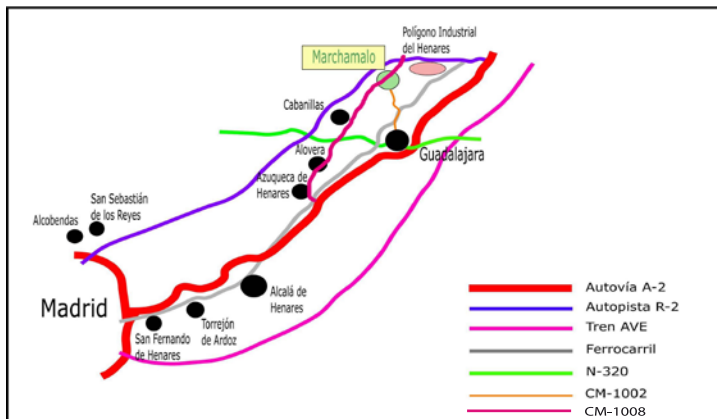 Polígono Industrial
del Henares
Marchamalo
Cabanillas
Alovera
Guadalajara
Azuqueca de
Henares
San Sebastián
de los Reyes
Alcobendas
Madrid
Alcalá de
Henares
Torrejón
de Ardoz
San Fernando
de Henares
Autovía A-2
Autopista R-2
Tren AVE
Ferrocarril
N-320
CM-1002
CM-1008